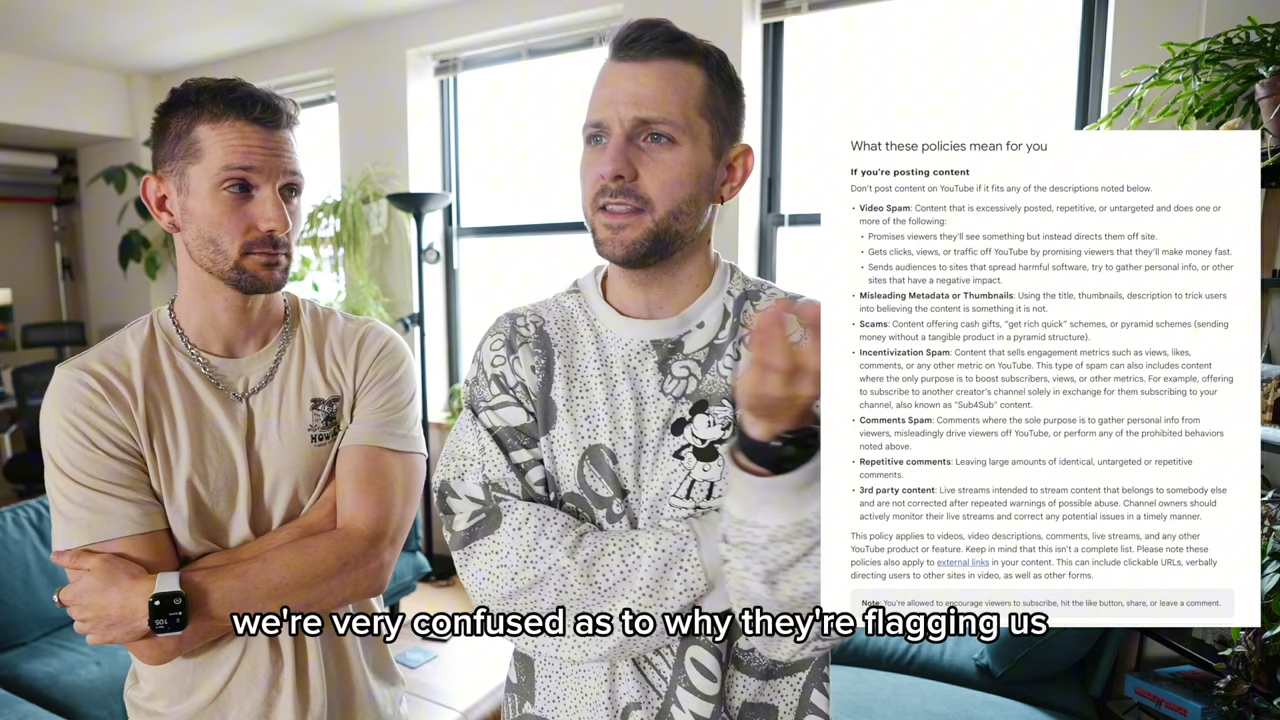 What these policies mean for you
If you're posting content
Don't post content on YouTube if it fits any of the descriptions noted below.
• Video Spam: Content that is excessively posted, repetitive, or untargeted and does one or
more of the following:
• Promises viewers they'll see something but instead directs them off site.
• Gets clicks, views, or traffic off YouTube by promising viewers that they'll make money fast.
• Sends audiences to sites that spread harmful software, try to gather personal info, or other
sites that have a negative impact.
• Misleading Metadata or Thumbnails: Using the title, thumbnails, description to trick users
into believing the content is something it is not.
• Scams: Content offering cash gifts, "get rich quick" schemes, or pyramid schemes (sending
money without a tangible product in a pyramid structure).
• Incentivization Spam: Content that sells engagement metrics such as views, likes,
comments, or any other metric on YouTube. This type of spam can also includes content
where the only purpose is to boost subscribers, views, or other metrics. For example, offering
to subscribe to another creator's channel solely in exchange for them subscribing to your
channel, also known as "Sub4Sub" content.
• Comments Spam: Comments where the sole purpose is to gather personal info from
viewers, misleadingly drive viewers off YouTube, or perform any of the prohibited behaviors
noted above.
• Repetitive comments: Leaving large amounts of identical, untargeted or repetitive
comments.
• 3rd party content: Live streams intended to stream content that belongs to somebody else
and are not corrected after repeated warnings of possible abuse. Channel owners should
actively monitor their live streams and correct any potential issues in a timely manner.
This policy applies to videos, video descriptions, comments, live streams, and any other
YouTube product or feature. Keep in mind that this isn't a complete list. Please note these
policies also apply to external links in your content. This can include clickable URLs, verbally
directing users to other sites in video, as well as other forms.
Note: You're allowed to encourage viewers to subscribe, hit the like button, share, or leave a comment.
we're very confused as to why they're flagging us